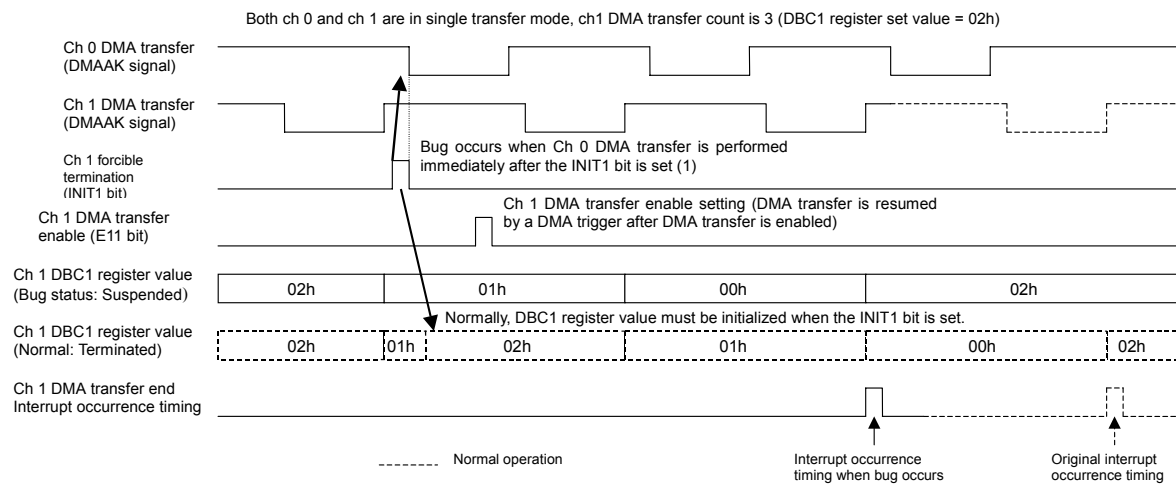 Both ch 0 and ch 1 are in single transfer mode, ch1 DMA transfer count is 3 (DBC1 register set value = 02h)
Ch 0 DMA transfer
(DMAAK signal)
Ch 1 DMA transfer
(DMAAK signal)
Bug occurs when Ch 0 DMA transfer is performed
immediately after the INIT1 bit is set (1)
Ch 1 forcible
termination
(INIT1 bit)
Ch 1 DMA transfer enable setting (DMA transfer is resumed
by a DMA trigger after DMA transfer is enabled)
Ch 1 DMA transfer
enable (E11 bit)
Ch 1 DBC1 register value
(Bug status: Suspended)
02h 01h 00h 02h
Normally, DBC1 register value must be initialized when the INIT1 bit is set.
Ch 1 DBC1 register value
(Normal: Terminated)
02h 01h 02h 01h 00h 02h
Ch 1 DMA transfer end
Interrupt occurrence timing
Normal operation
Interrupt occurrence
timing when bug occurs
Original interrupt
occurrence timing